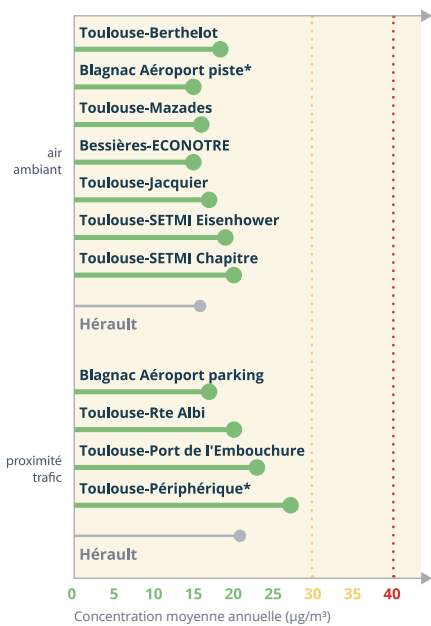 Toulouse-Berthelot
Blagnac Aéroport piste*
Toulouse-Mazades
Bessières-ECONOTRE
Toulouse-Jacquier
Toulouse-SETMI Eisenhower
Toulouse-SETMI Chapitre
air
ambiant
Hérault
Blagnac Aéroport parking
Toulouse-Rte Albi
Toulouse-Port de l'Embouchure
Toulouse-Périphérique*
proximité
trafic
Hérault
0 5 10 15 20 25 30 35 40
Concentration moyenne annuelle (µg/m³)